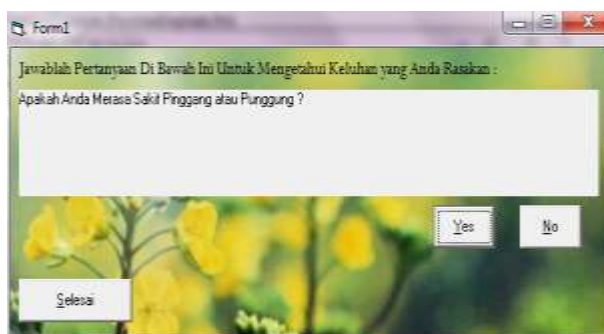 Form1
Jawablah Pertanyaan Di Bawah Ini Untuk Mengetahui Keluhan yang Anda Rasakan :
Apakah Anda Merasa Sakit Pinggang atau Punggung ?
Yes
No
Selesai